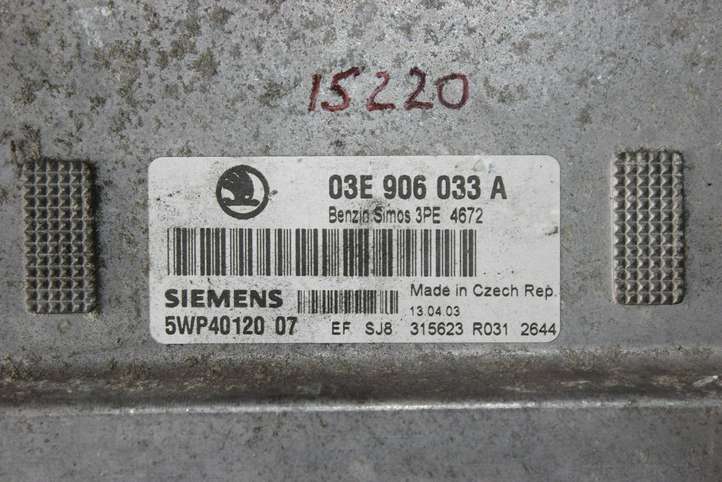 15220
03E 906 033 A
Benzin Simos 3PE 4672
SIEMENS
Made in Czech Rep.
13.04.03
5WP40120 07 EF SJ8 315623 R031 2644